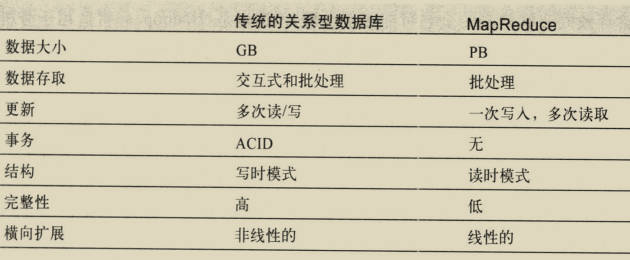 传统的关系型数据库 MapReduce
数据大小 GB PB
数据存取 交互式和批处理 批处理
更新 多次读/写 一次写入，多次读取
事务 ACID 无
结构 写时模式 读时模式
完整性 高 低
横向扩展 非线性的 线性的